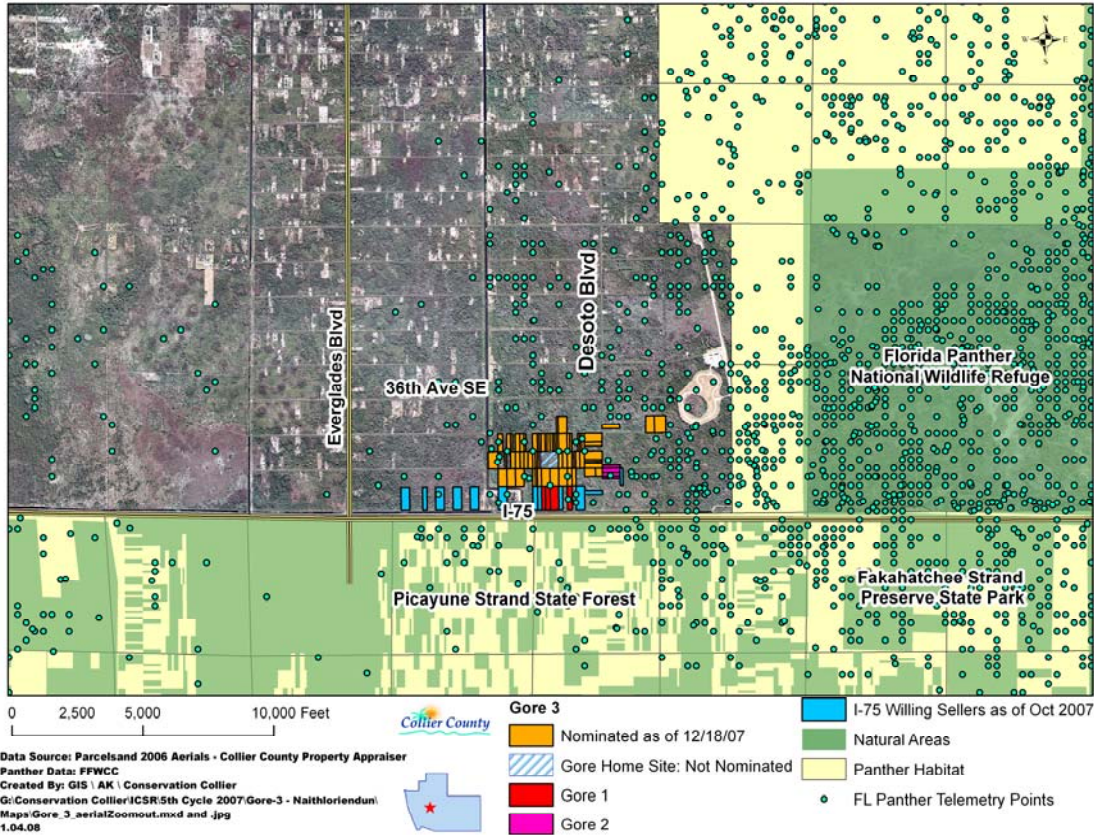 N
W E
S
Everglades Blvd
36th Ave SE
Desoto Blvd
Florida Panther
National Wildlife Refuge
I-75
Picayune Strand State Forest
Fakahatchee Strand
Preserve State Park
0 2,500 5,000 10,000 Feet
Collier County
Data Source: Parcelsand 2006 Aerials - Collier County Property Appraiser
Panther Data: FFWCC
Created By: GIS \ AK \ Conservation Collier
G:\Conservation Collier\ICSR\5th Cycle 2007\Gore-3 - Naithloriendun\
Maps\Gore_3_aerialZoomout.mxd and .jpg
1.04.08
Gore 3
Nominated as of 12/18/07
Gore Home Site: Not Nominated
Gore 1
Gore 2
I-75 Willing Sellers as of Oct 2007
Natural Areas
Panther Habitat
FL Panther Telemetry Points